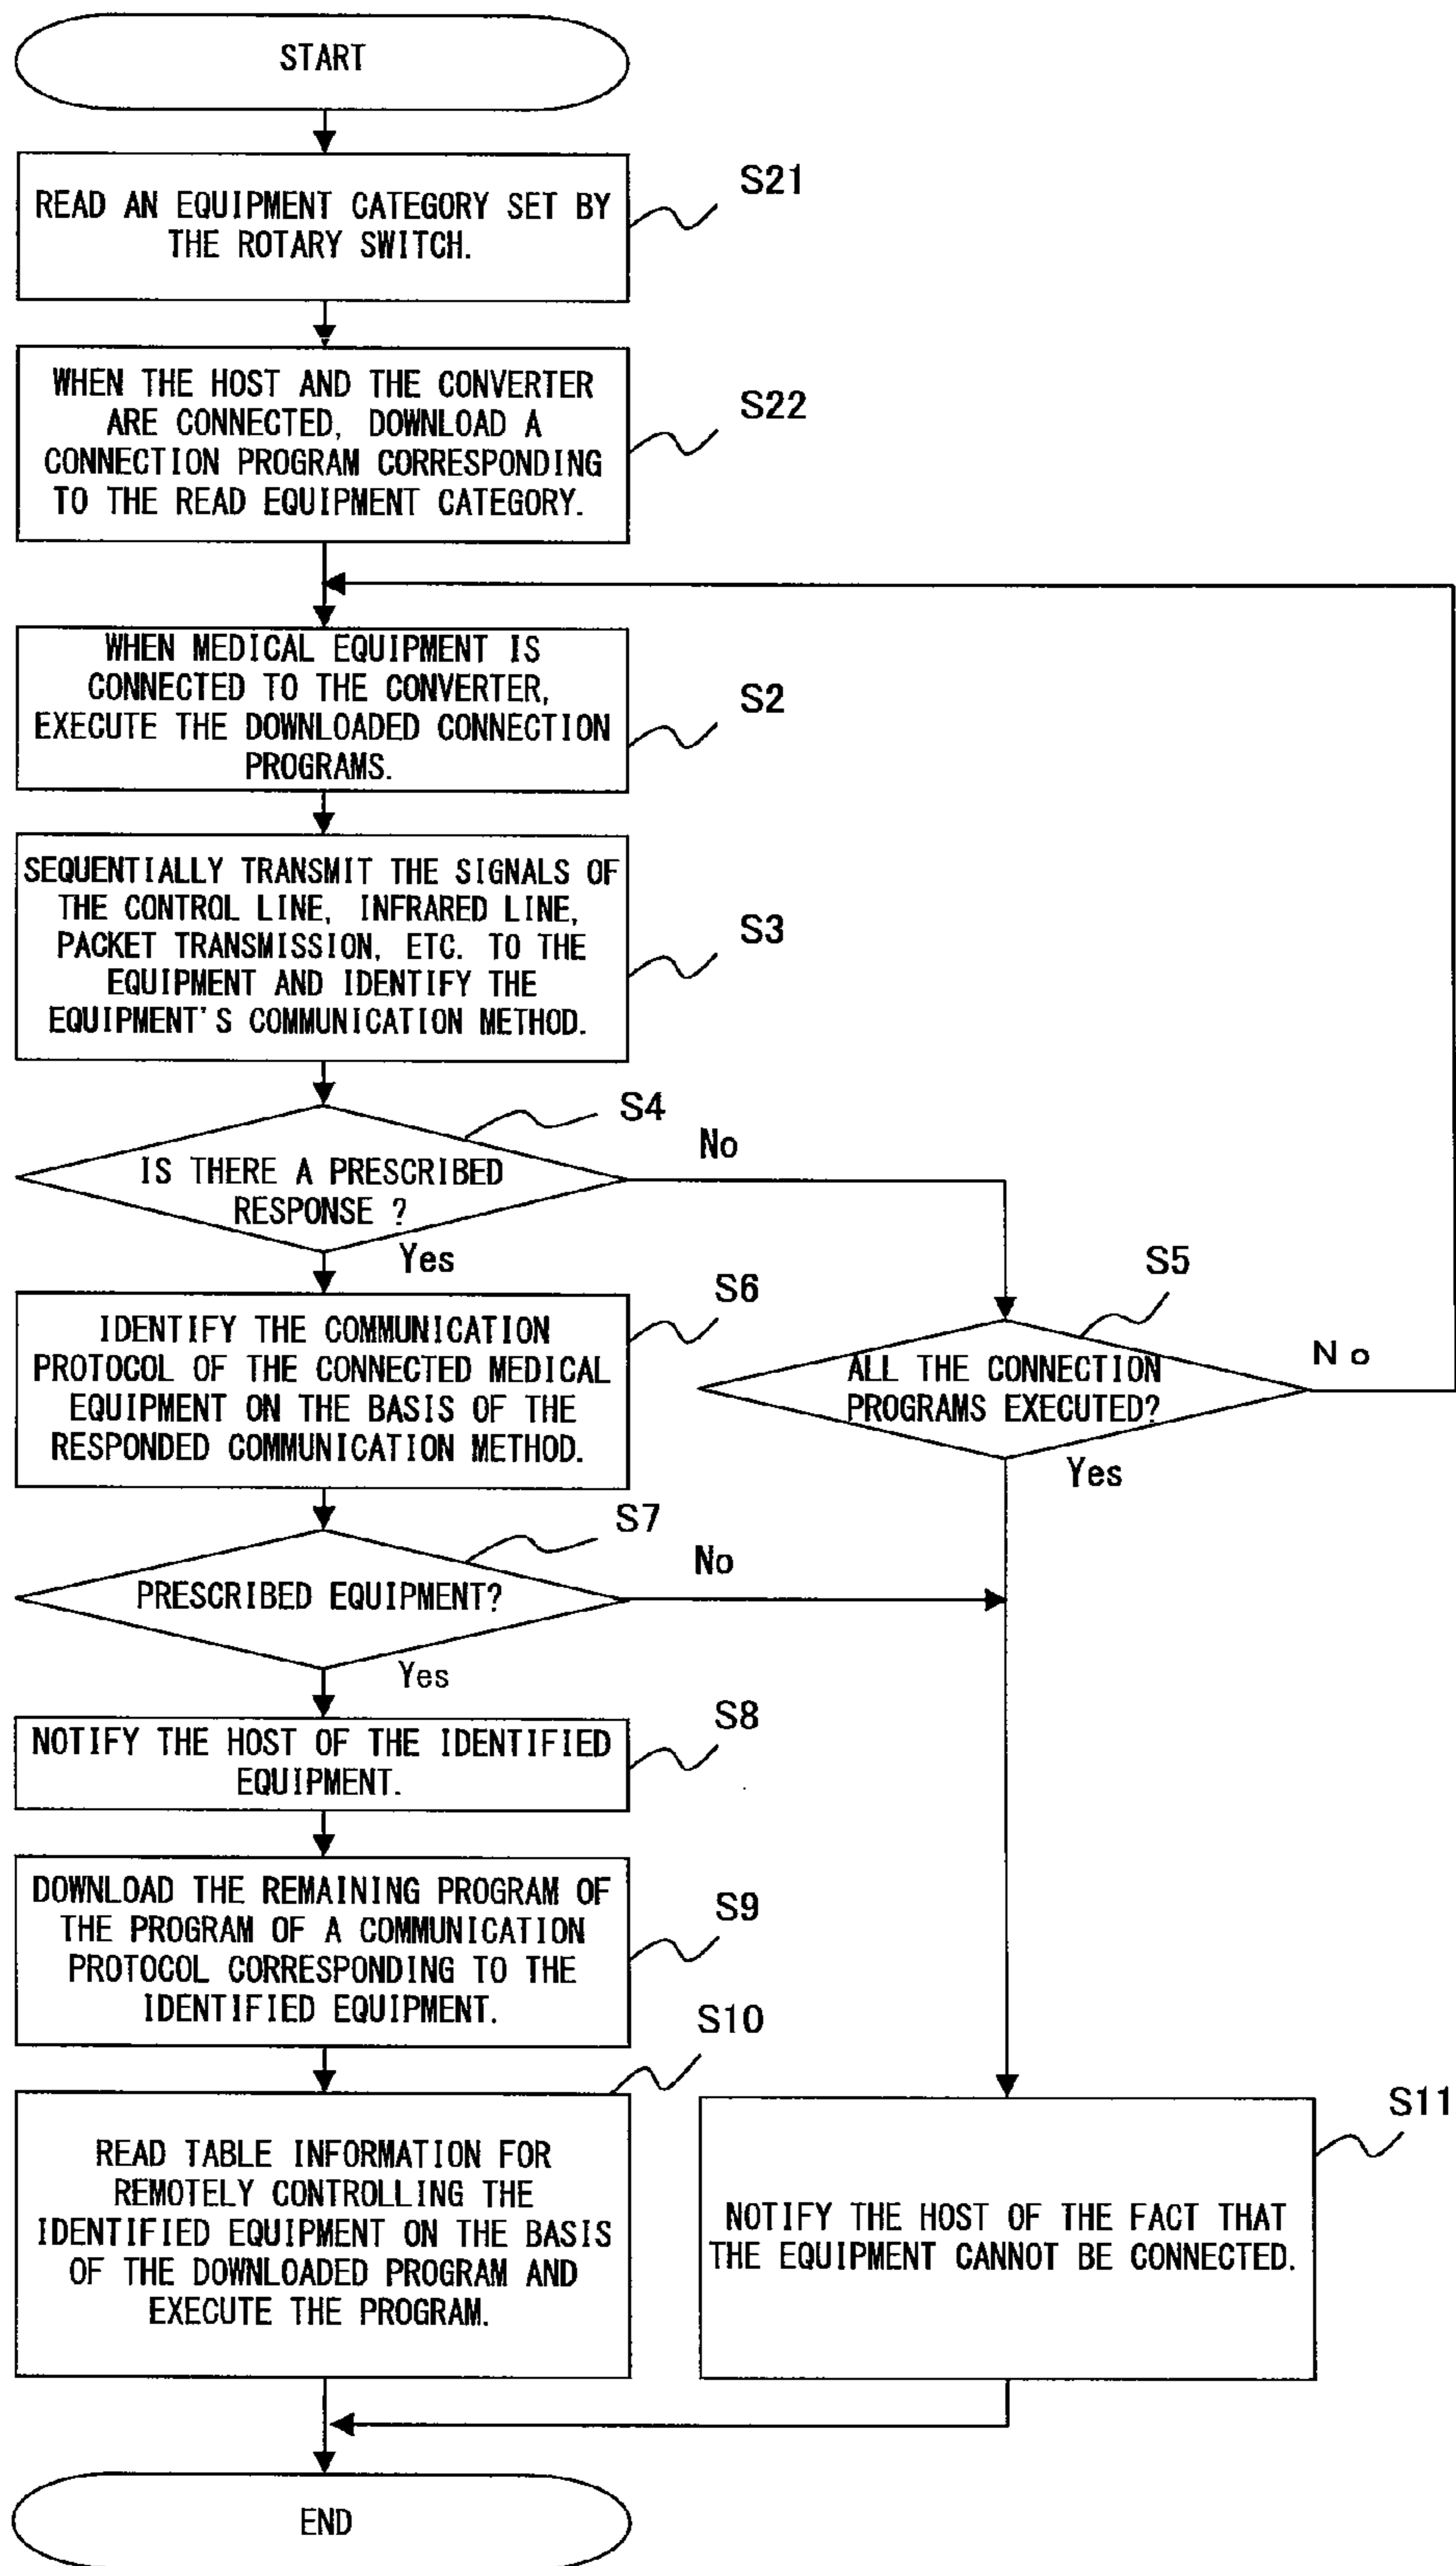 START
READ AN EQUIPMENT CATEGORY SET BY
THE ROTARY SWITCH.
S21
WHEN THE HOST AND THE CONVERTER
ARE CONNECTED, DOWNLOAD A
CONNECTION PROGRAM CORRESPONDING
TO THE READ EQUIPMENT CATEGORY.
S22
WHEN MEDICAL EQUIPMENT IS
CONNECTED TO THE CONVERTER,
EXECUTE THE DOWNLOADED CONNECTION
PROGRAMS.
S2
SEQUENTIALLY TRANSMIT THE SIGNALS OF
THE CONTROL LINE, INFRARED LINE,
PACKET TRANSMISSION, ETC. TO THE
EQUIPMENT AND IDENTIFY THE
EQUIPMENT'S COMMUNICATION METHOD.
S3
IS THERE A PRESCRIBED
RESPONSE ?
S4
No
Yes
IDENTIFY THE COMMUNICATION
PROTOCOL OF THE CONNECTED MEDICAL
EQUIPMENT ON THE BASIS OF THE
RESPONDED COMMUNICATION METHOD.
S6
ALL THE CONNECTION
PROGRAMS EXECUTED?
S5
No
Yes
PRESCRIBED EQUIPMENT?
S7
No
Yes
NOTIFY THE HOST OF THE IDENTIFIED
EQUIPMENT.
S8
DOWNLOAD THE REMAINING PROGRAM OF
THE PROGRAM OF A COMMUNICATION
PROTOCOL CORRESPONDING TO THE
IDENTIFIED EQUIPMENT.
S9
READ TABLE INFORMATION FOR
REMOTELY CONTROLLING THE
IDENTIFIED EQUIPMENT ON THE BASIS
OF THE DOWNLOADED PROGRAM AND
EXECUTE THE PROGRAM.
S10
NOTIFY THE HOST OF THE FACT THAT
THE EQUIPMENT CANNOT BE CONNECTED.
S11
END